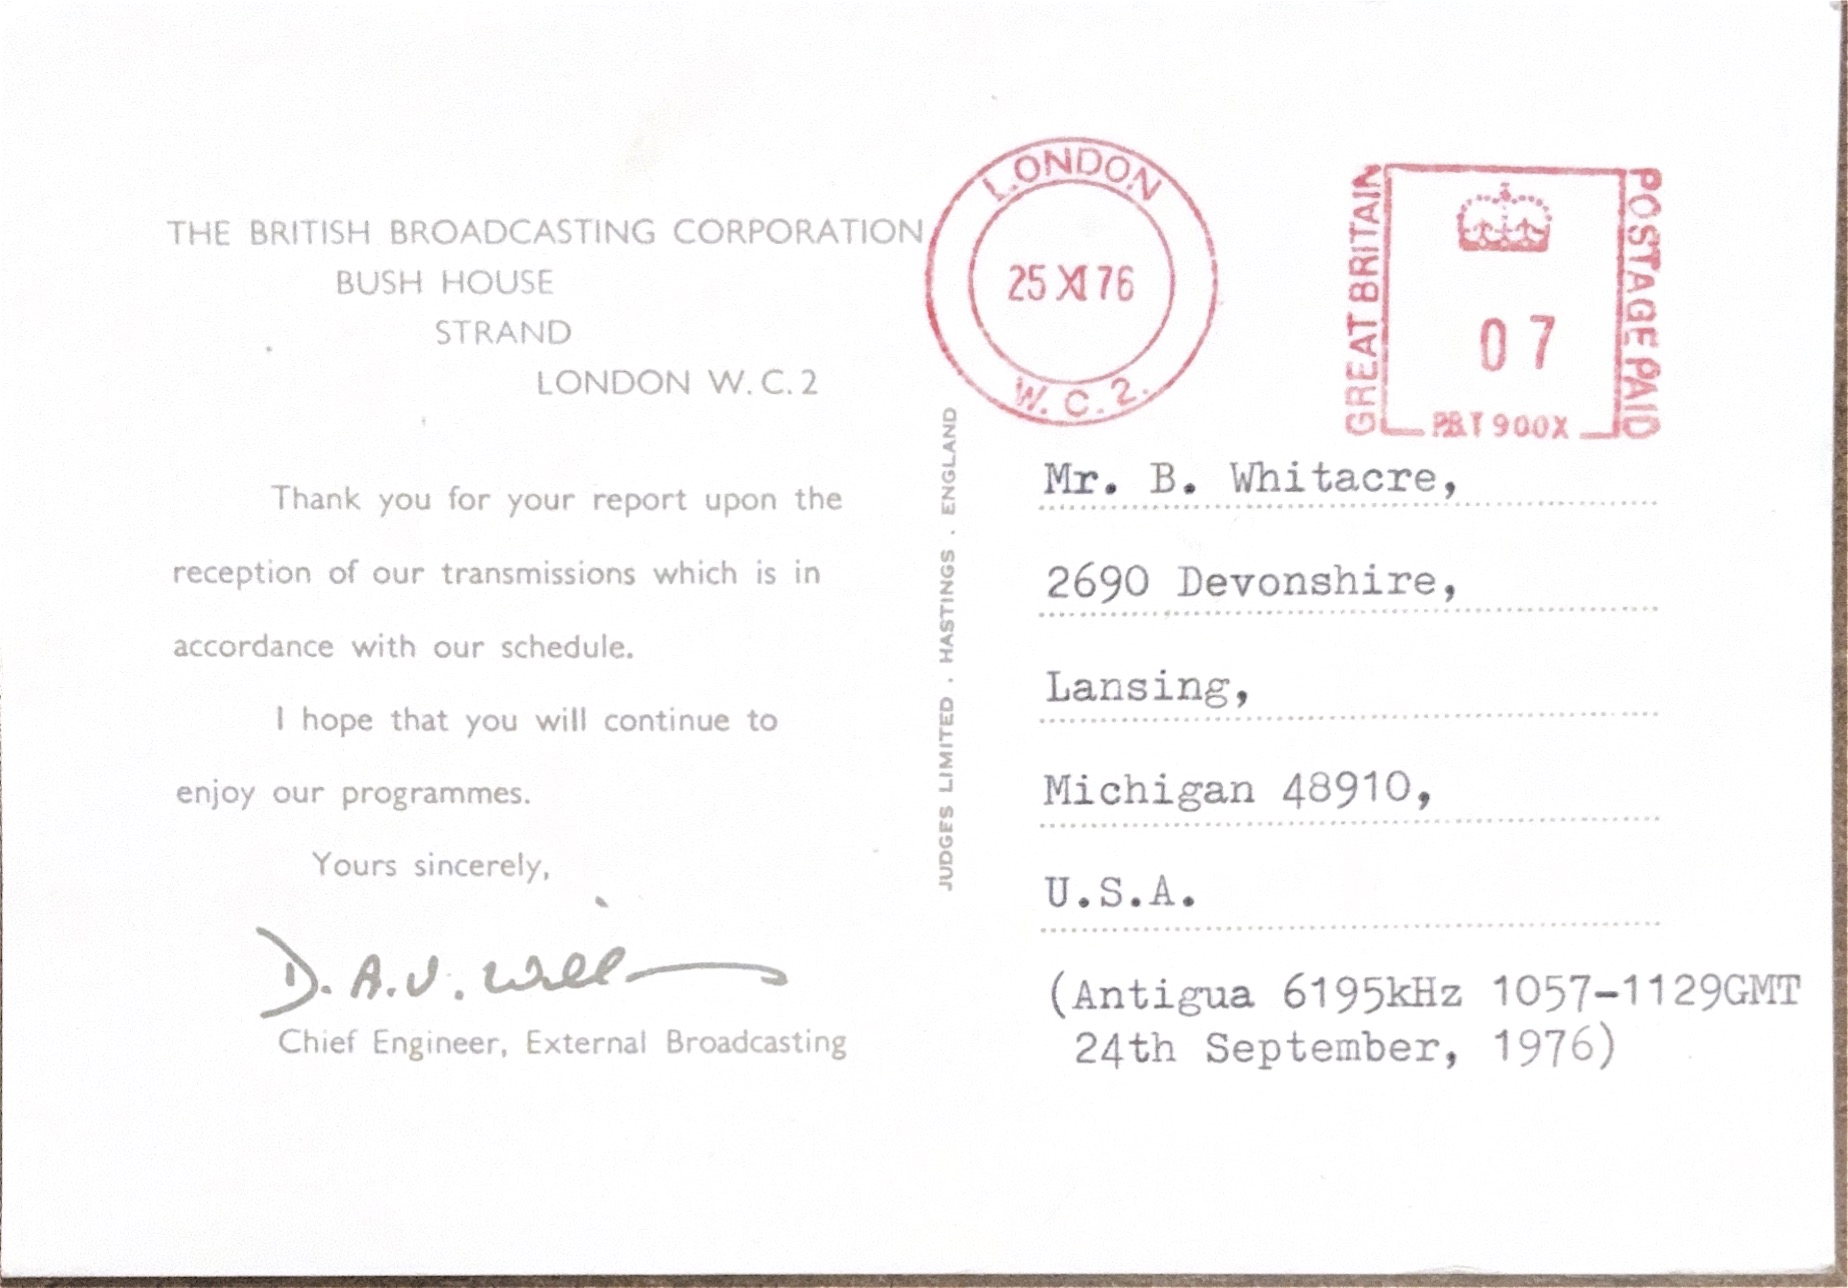 THE BRITISH BROADCASTING CORPORATION
BUSH HOUSE
STRAND
LONDON W.C.2
Thank you for your report upon the
reception of our transmissions which is in
accordance with our schedule.
I hope that you will continue to
enjoy our programmes.
Yours sincerely,
D. A. V. Will
Chief Engineer, External Broadcasting
JUDGES LIMITED . HASTINGS . ENGLAND
LONDON
25 XI 76
W. C. 2.
GREAT BRITAIN
07
POSTAGE PAID
P.B.T 900X
Mr. B. Whitacre,
2690 Devonshire,
Lansing,
Michigan 48910,
U.S.A.
(Antigua 6195kHz 1057-1129GMT
24th September, 1976)